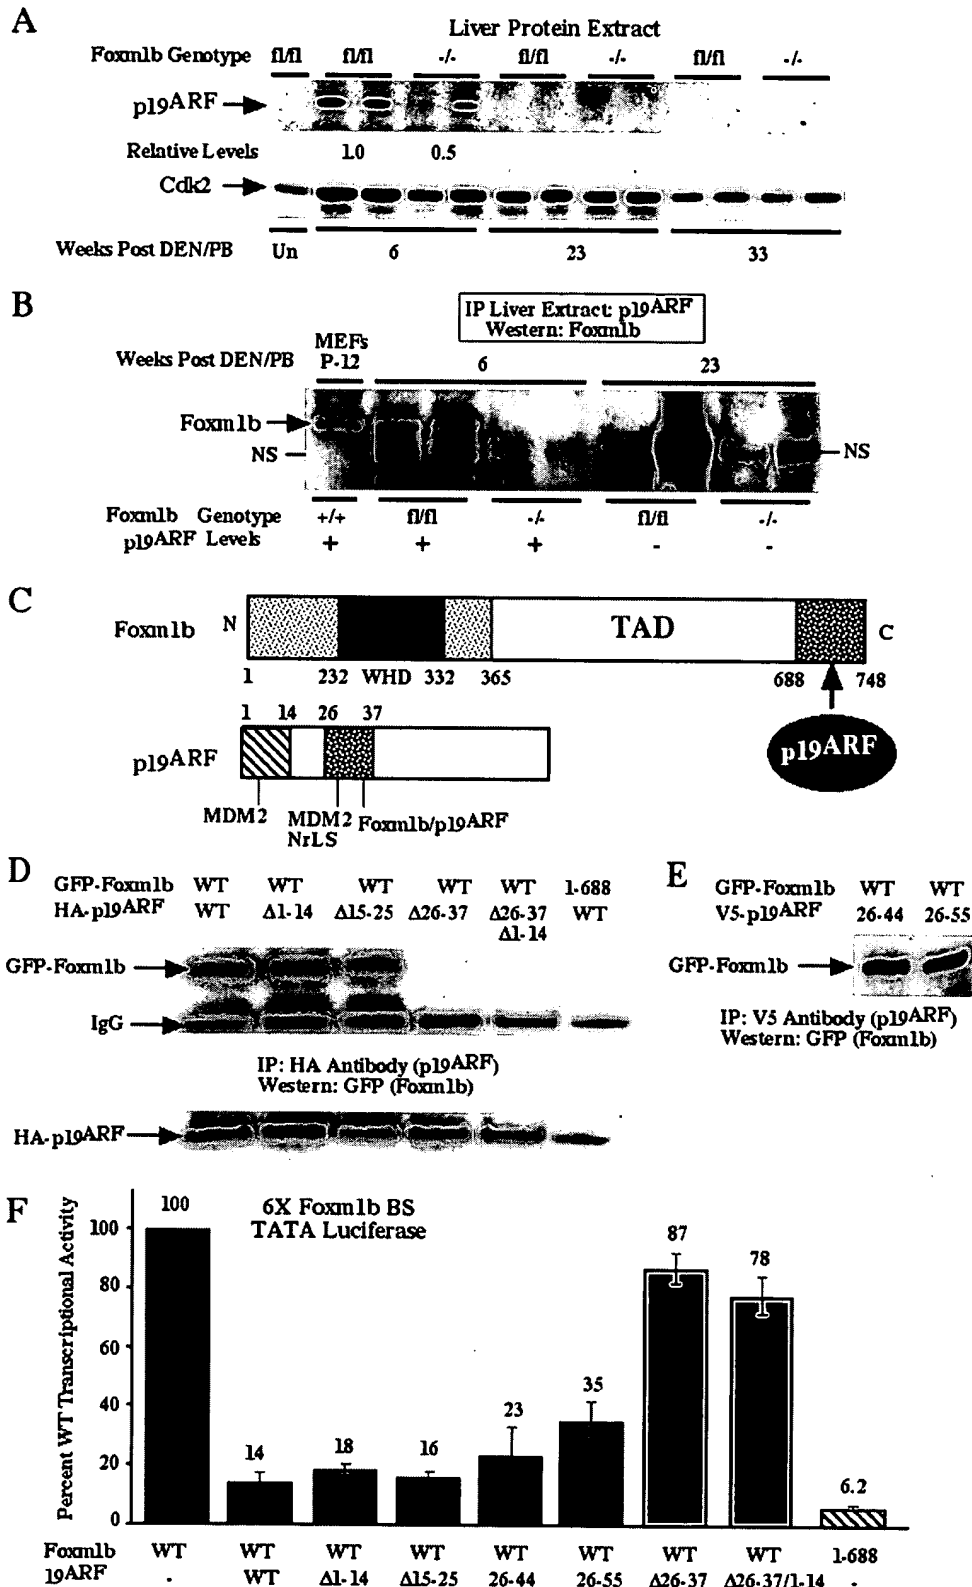 A
Liver Protein Extract
Foxm1b Genotype fl/fl fl/fl -/- fl/fl -/- fl/fl -/-
p19ARF
Relative Levels 1.0 0.5
Cdk2
Weeks Post DEN/PB Un 6 23 33
B
IP Liver Extract: p19ARF
Western: Foxm1b
MEFs
Weeks Post DEN/PB P-12 6 23
Foxm1b
NS NS
Foxm1b Genotype +/+ fl/fl -/- fl/fl -/-
p19ARF Levels + + + - -
C
Foxm1b N TAD C
1 232 WHD 332 365 688 748
1 14 26 37
p19ARF
p19ARF
MDM2 MDM2 Foxm1b/p19ARF
NrLS
D
GFP-Foxm1b WT WT WT WT WT 1-688
HA-p19ARF WT Δ1-14 Δ15-25 Δ26-37 Δ26-37 WT
Δ1-14
GFP-Foxm1b
IgG
IP: HA Antibody (p19ARF)
Western: GFP (Foxm1b)
HA-p19ARF
E
GFP-Foxm1b WT WT
V5-p19ARF 26-44 26-55
GFP-Foxm1b
IP: V5 Antibody (p19ARF)
Western: GFP (Foxm1b)
F
6X Foxm1b BS
TATA Luciferase
Percent WT Transcriptional Activity
100
80
60
40
20
0
100 14 18 16 23 35 87 78 6.2
Foxm1b WT WT WT WT WT WT WT WT 1-688
19ARF - WT Δ1-14 Δ15-25 26-44 26-55 Δ26-37 Δ26-37/1-14 -